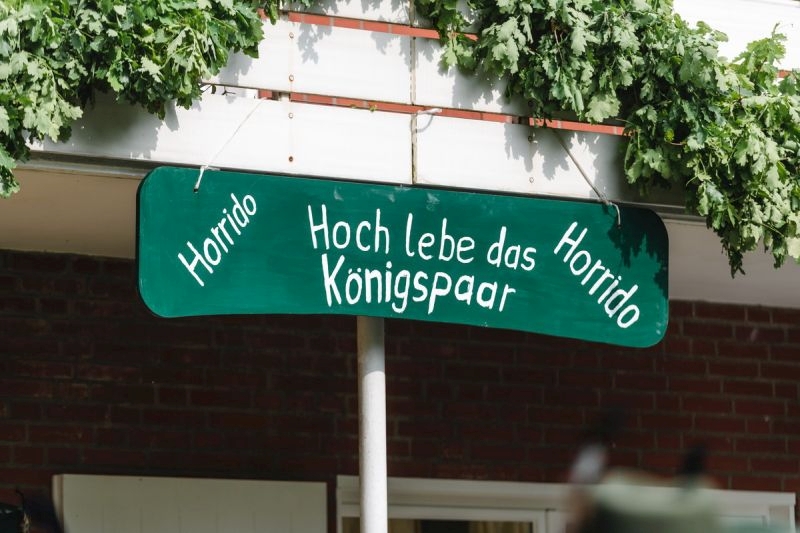 Horrido
Hoch lebe das
Königspaar
Horrido